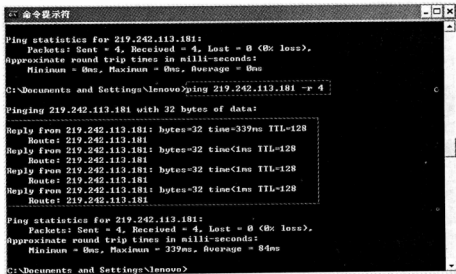 命令提示符
Ping statistics for 219.242.113.181:
Packets: Sent = 4, Received = 4, Lost = 0 (0% loss),
Approximate round trip times in milli-seconds:
Minimum = 0ms, Maximum = 0ms, Average = 0ms
C:\Documents and Settings\lenovo>ping 219.242.113.181 -r 4
Pinging 219.242.113.181 with 32 bytes of data:
Reply from 219.242.113.181: bytes=32 time=339ms TTL=128
Route: 219.242.113.181
Reply from 219.242.113.181: bytes=32 time<1ms TTL=128
Route: 219.242.113.181
Reply from 219.242.113.181: bytes=32 time<1ms TTL=128
Route: 219.242.113.181
Reply from 219.242.113.181: bytes=32 time<1ms TTL=128
Route: 219.242.113.181
Ping statistics for 219.242.113.181:
Packets: Sent = 4, Received = 4, Lost = 0 (0% loss),
Approximate round trip times in milli-seconds:
Minimum = 0ms, Maximum = 339ms, Average = 84ms
C:\Documents and Settings\lenovo>